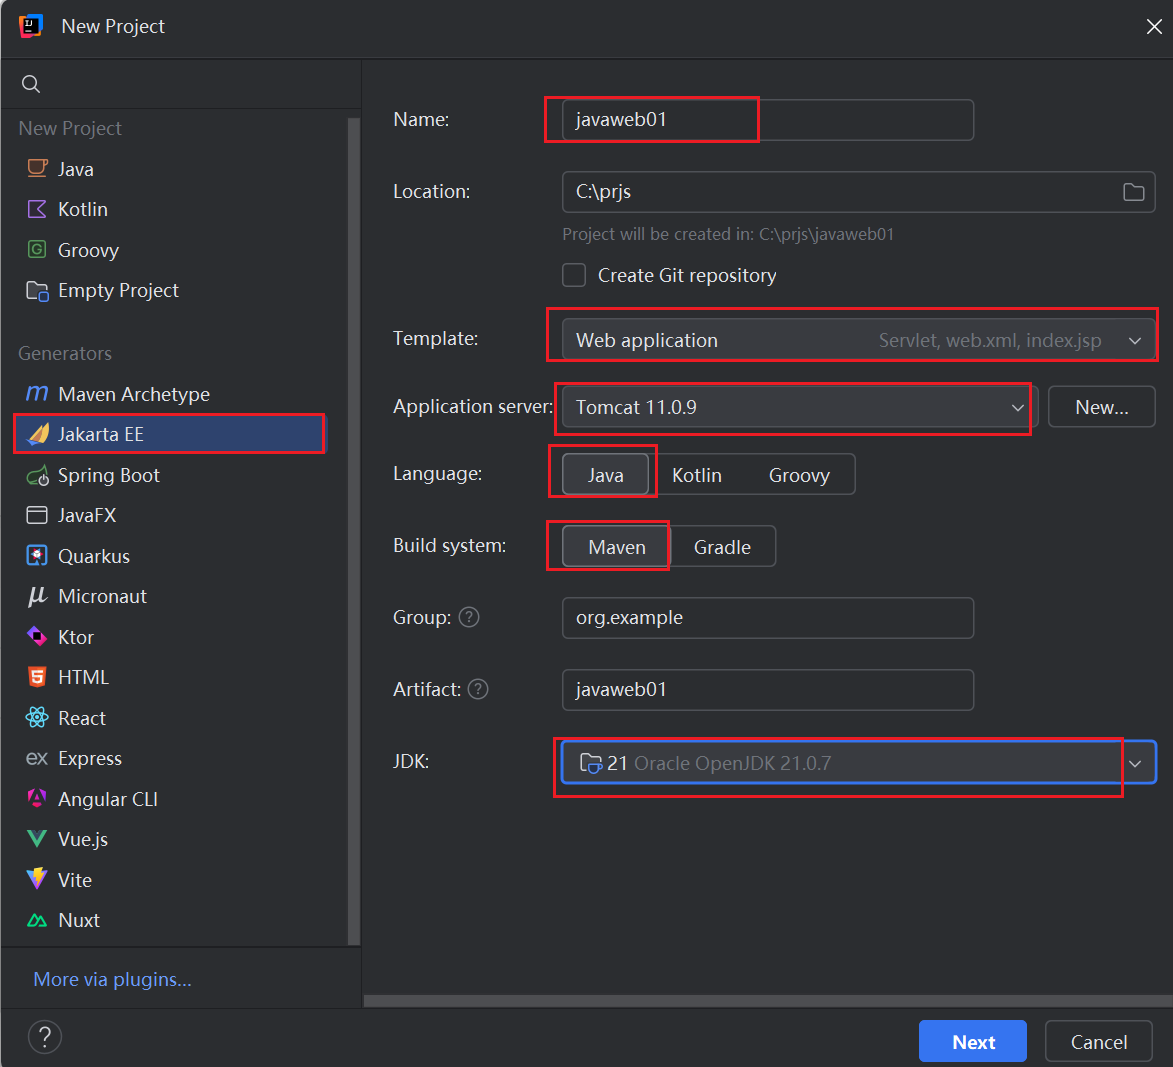 New Project
New Project
Java
Kotlin
Groovy
Empty Project
Generators
Maven Archetype
Jakarta EE
Spring Boot
JavaFX
Quarkus
Micronaut
Ktor
HTML
React
ex Express
Angular CLI
Vue.js
Vite
Nuxt
More via plugins...
Name: javaweb01
Location: C:\prjs
Project will be created in: C:\prjs\javaweb01
Create Git repository
Template: Web application Servlet, web.xml, index.jsp
Application server: Tomcat 11.0.9 New...
Language: Java Kotlin Groovy
Build system: Maven Gradle
Group: ? org.example
Artifact: ? javaweb01
JDK: 21 Oracle OpenJDK 21.0.7
? Next Cancel